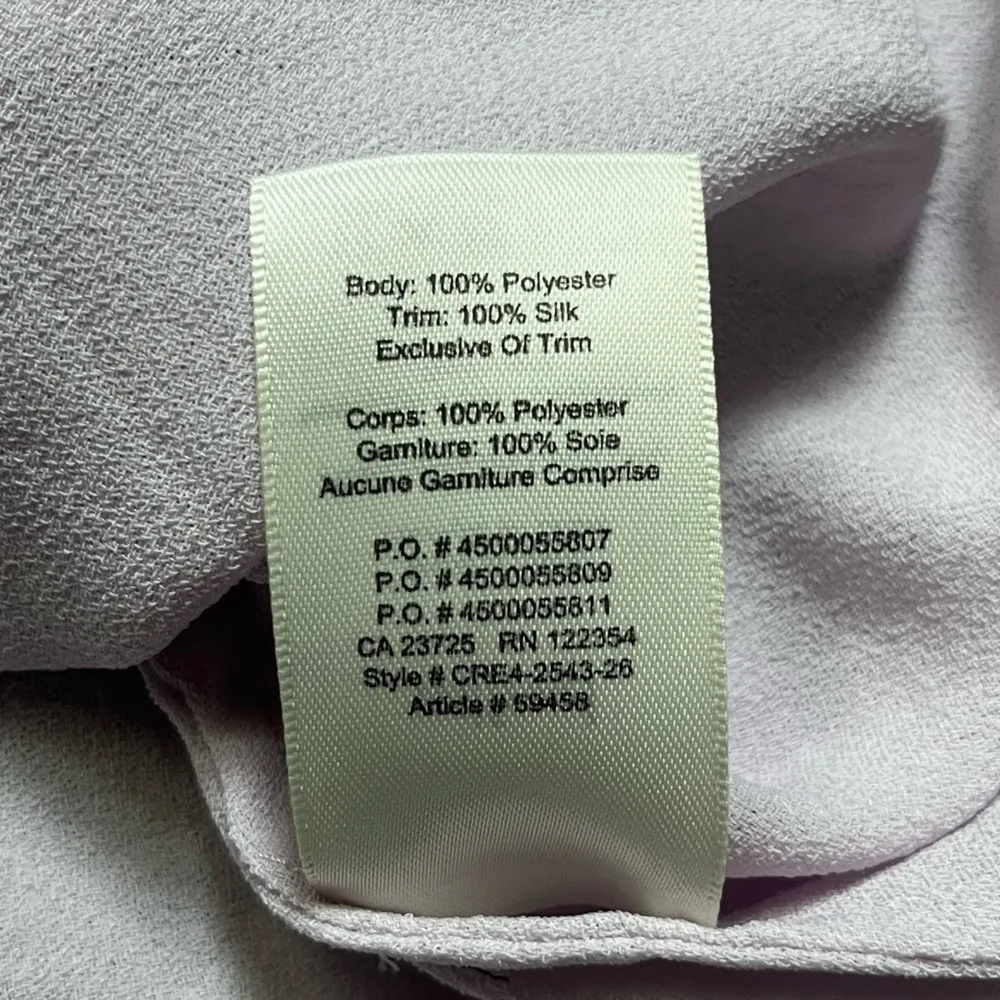 Body: 100% Polyester
Trim: 100% Silk
Exclusive Of Trim
Corps: 100% Polyester
Garniture: 100% Soie
Aucune Garniture Comprise
P.O. # 4500055807
P.O. # 4500055809
P.O. # 4500055811
CA 23725 RN 122354
Style # CRE4-2543-26
Article # 59458